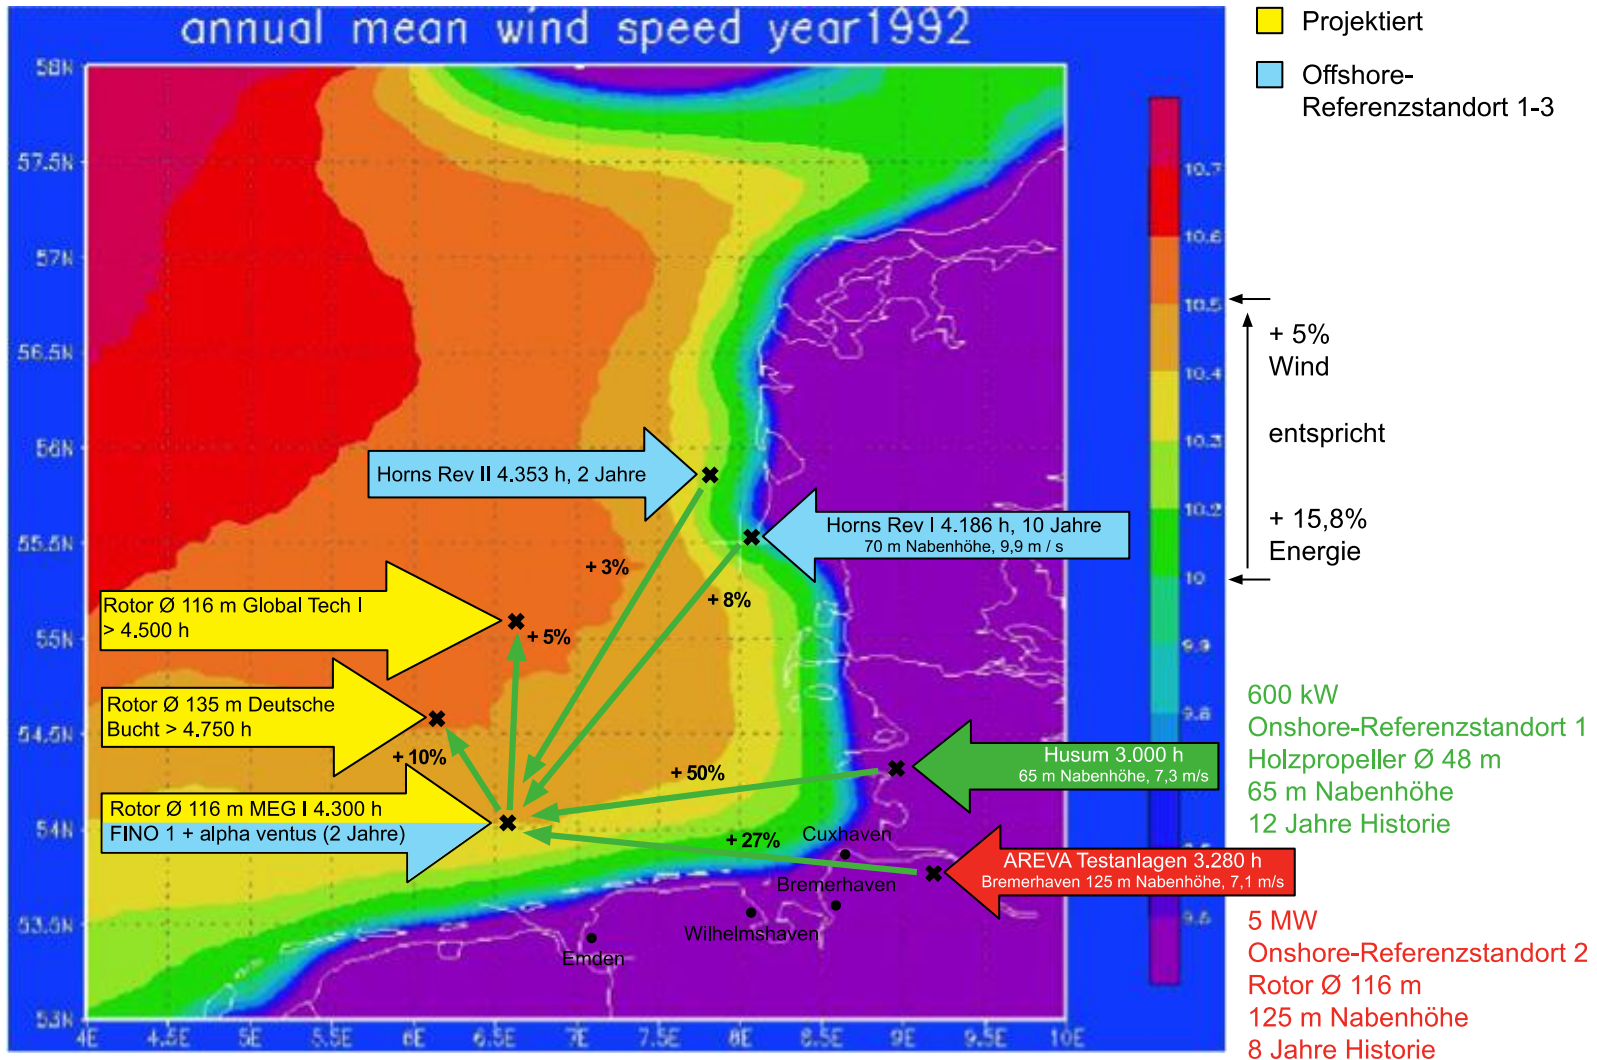 annual mean wind speed year1992
Projektiert
Offshore-
Referenzstandort 1-3
58N
57.5N
57N
56.5N
56N
55.5N
55N
54.5N
54N
53.5N
53N
4E
4.5E
5.5E
6E
6.5E
7E
7.5E
8E
8.5E
9E
9.5E
10E
10.7
10.6
10.5
10.4
10.3
10.2
10
9.9
9.8
+ 5%
Wind
entspricht
+ 15,8%
Energie
Horns Rev II 4.353 h, 2 Jahre
Horns Rev I 4.186 h, 10 Jahre
70 m Nabenhöhe, 9,9 m / s
+ 3%
+ 8%
Rotor Ø 116 m Global Tech I
> 4.500 h
+ 5%
Rotor Ø 135 m Deutsche
Bucht > 4.750 h
+ 10%
Rotor Ø 116 m MEG I 4.300 h
FINO 1 + alpha ventus (2 Jahre)
+ 50%
Husum 3.000 h
65 m Nabenhöhe, 7,3 m/s
+ 27%
AREVA Testanlagen 3.280 h
Bremerhaven 125 m Nabenhöhe, 7,1 m/s
Cuxhaven
Bremerhaven
Wilhelmshaven
Emden
600 kW
Onshore-Referenzstandort 1
Holzpropeller Ø 48 m
65 m Nabenhöhe
12 Jahre Historie
5 MW
Onshore-Referenzstandort 2
Rotor Ø 116 m
125 m Nabenhöhe
8 Jahre Historie